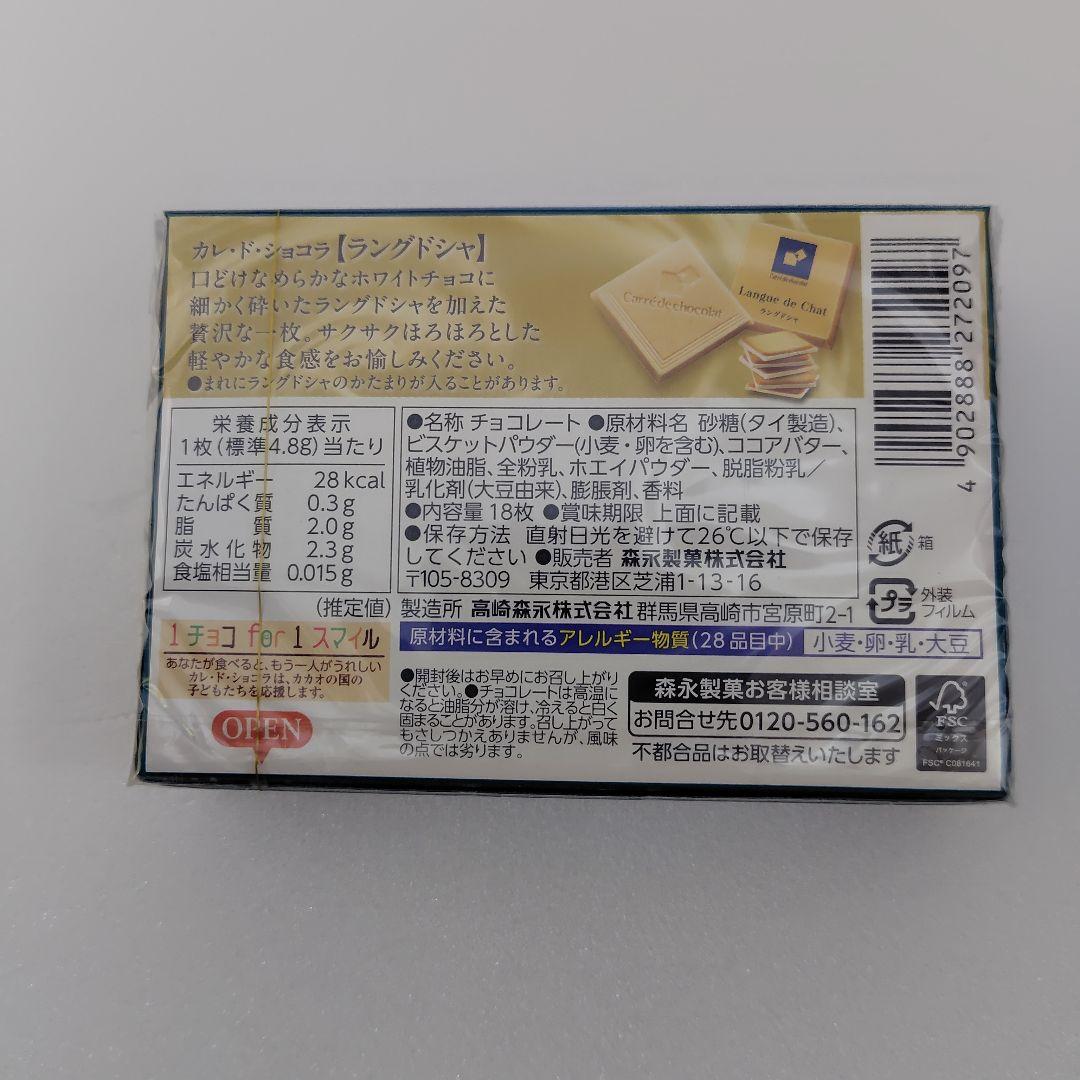 カレ・ド・ショコラ【ラングドシャ】
口どけなめらかなホワイトチョコに
細かく砕いたラングドシャを加えた
贅沢な一枚。サクサクほろほろとした
軽やかな食感をお愉しみください。
●まれにラングドシャのかたまりが入ることがあります。
Carré de chocolat
Carré de chocolat
Langue de Chat
ラングドシャ
4 902888 272097
栄養成分表示
1枚(標準4.8g)当たり
エネルギー 28kcal
たんぱく質 0.3g
脂質 2.0g
炭水化物 2.3g
食塩相当量 0.015g
(推定値)
●名称 チョコレート ●原材料名 砂糖(タイ製造)、
ビスケットパウダー(小麦・卵を含む)、ココアバター、
植物油脂、全粉乳、ホエイパウダー、脱脂粉乳／
乳化剤(大豆由来)、膨脹剤、香料
●内容量 18枚 ●賞味期限 上面に記載
●保存方法 直射日光を避けて26℃以下で保存
してください ●販売者 森永製菓株式会社
〒105-8309 東京都港区芝浦1-13-16
製造所 高崎森永株式会社 群馬県高崎市宮原町2-1
紙 箱
プラ 外装
フィルム
原材料に含まれるアレルギー物質(28品目中) 小麦・卵・乳・大豆
1 チョコ for 1 スマイル
あなたが食べると、もう一人がうれしい
カレ・ド・ショコラは、カカオの国の
子どもたちを応援します。
OPEN
●開封後はお早めにお召し上がり
ください。●チョコレートは高温に
なると油脂分が溶け、冷えると白く
固まることがあります。召し上がって
もさしつかえありませんが、風味
の点では劣ります。
森永製菓お客様相談室
お問合せ先0120-560-162
不都合品はお取替えいたします
FSC
ミックス
パッケージ
FSC® C081641